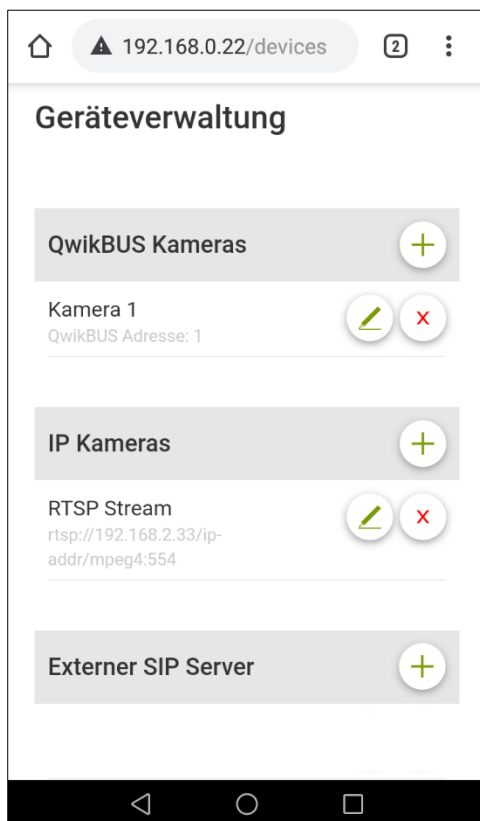 192.168.0.22/devices
2
Geräteverwaltung
QwikBUS Kameras
Kamera 1
QwikBUS Adresse: 1
IP Kameras
RTSP Stream
rtsp://192.168.2.33/ip-
addr/mpeg4:554
Externer SIP Server